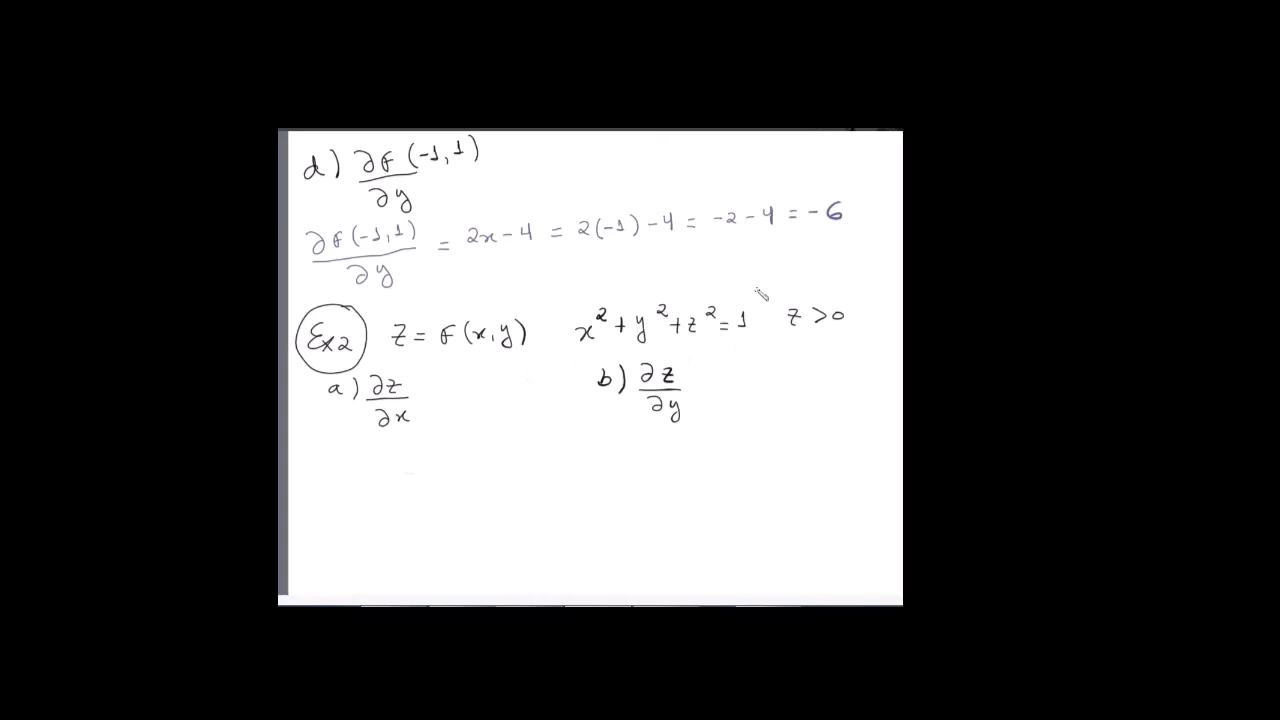 d) ∂f(-1,1)/∂y
∂f(-1,1)/∂y = 2x-4 = 2(-1)-4 = -2-4 = -6
Ex2 z = f(x,y) x²+y²+z²=1 z>0
a) ∂z/∂x b) ∂z/∂y